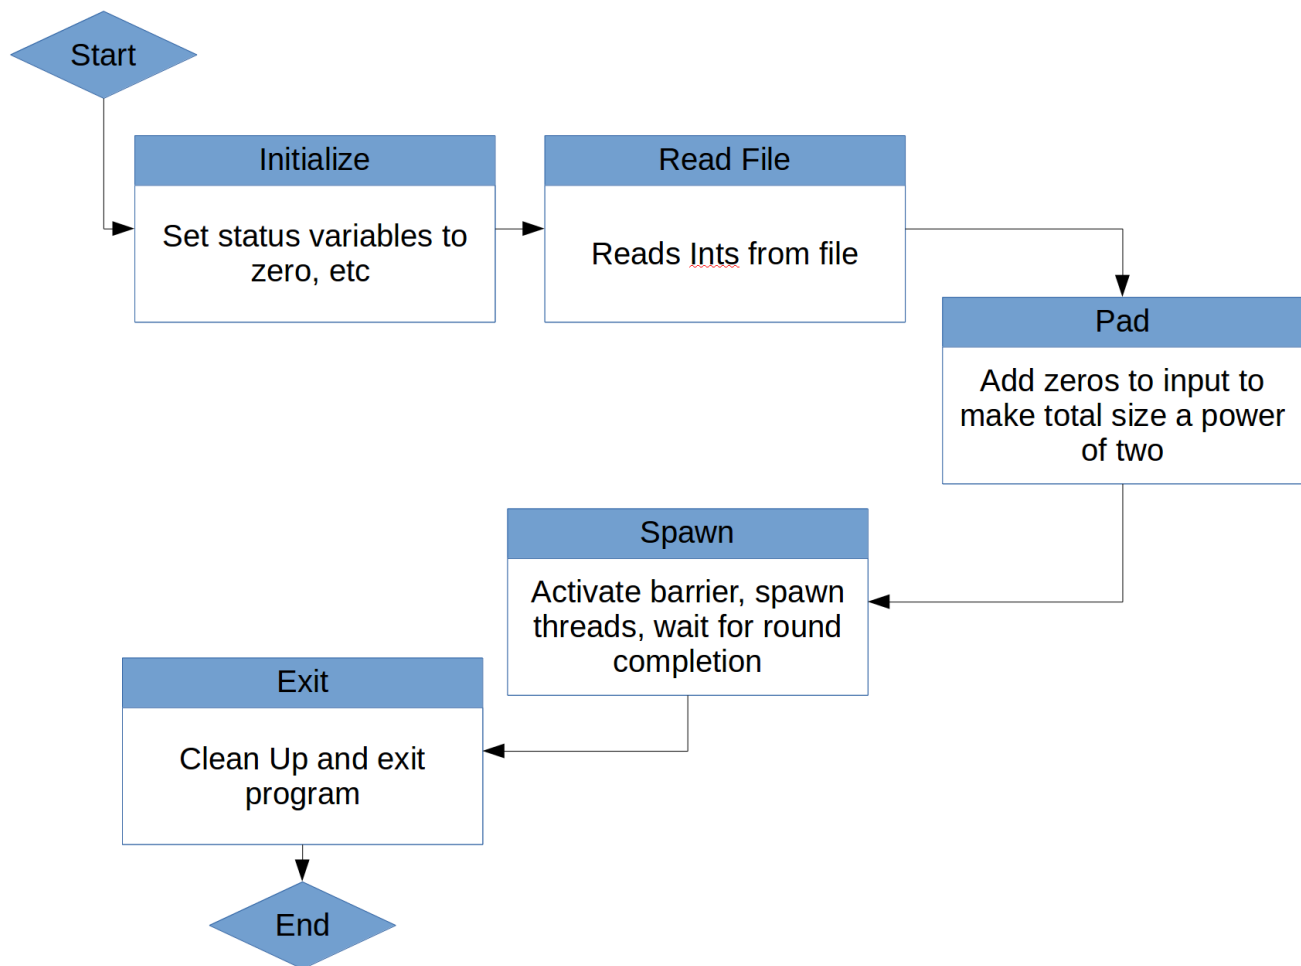 Start
Initialize
Set status variables to
zero, etc
Read File
Reads Ints from file
Pad
Add zeros to input to
make total size a power
of two
Spawn
Activate barrier, spawn
threads, wait for round
completion
Exit
Clean Up and exit
program
End